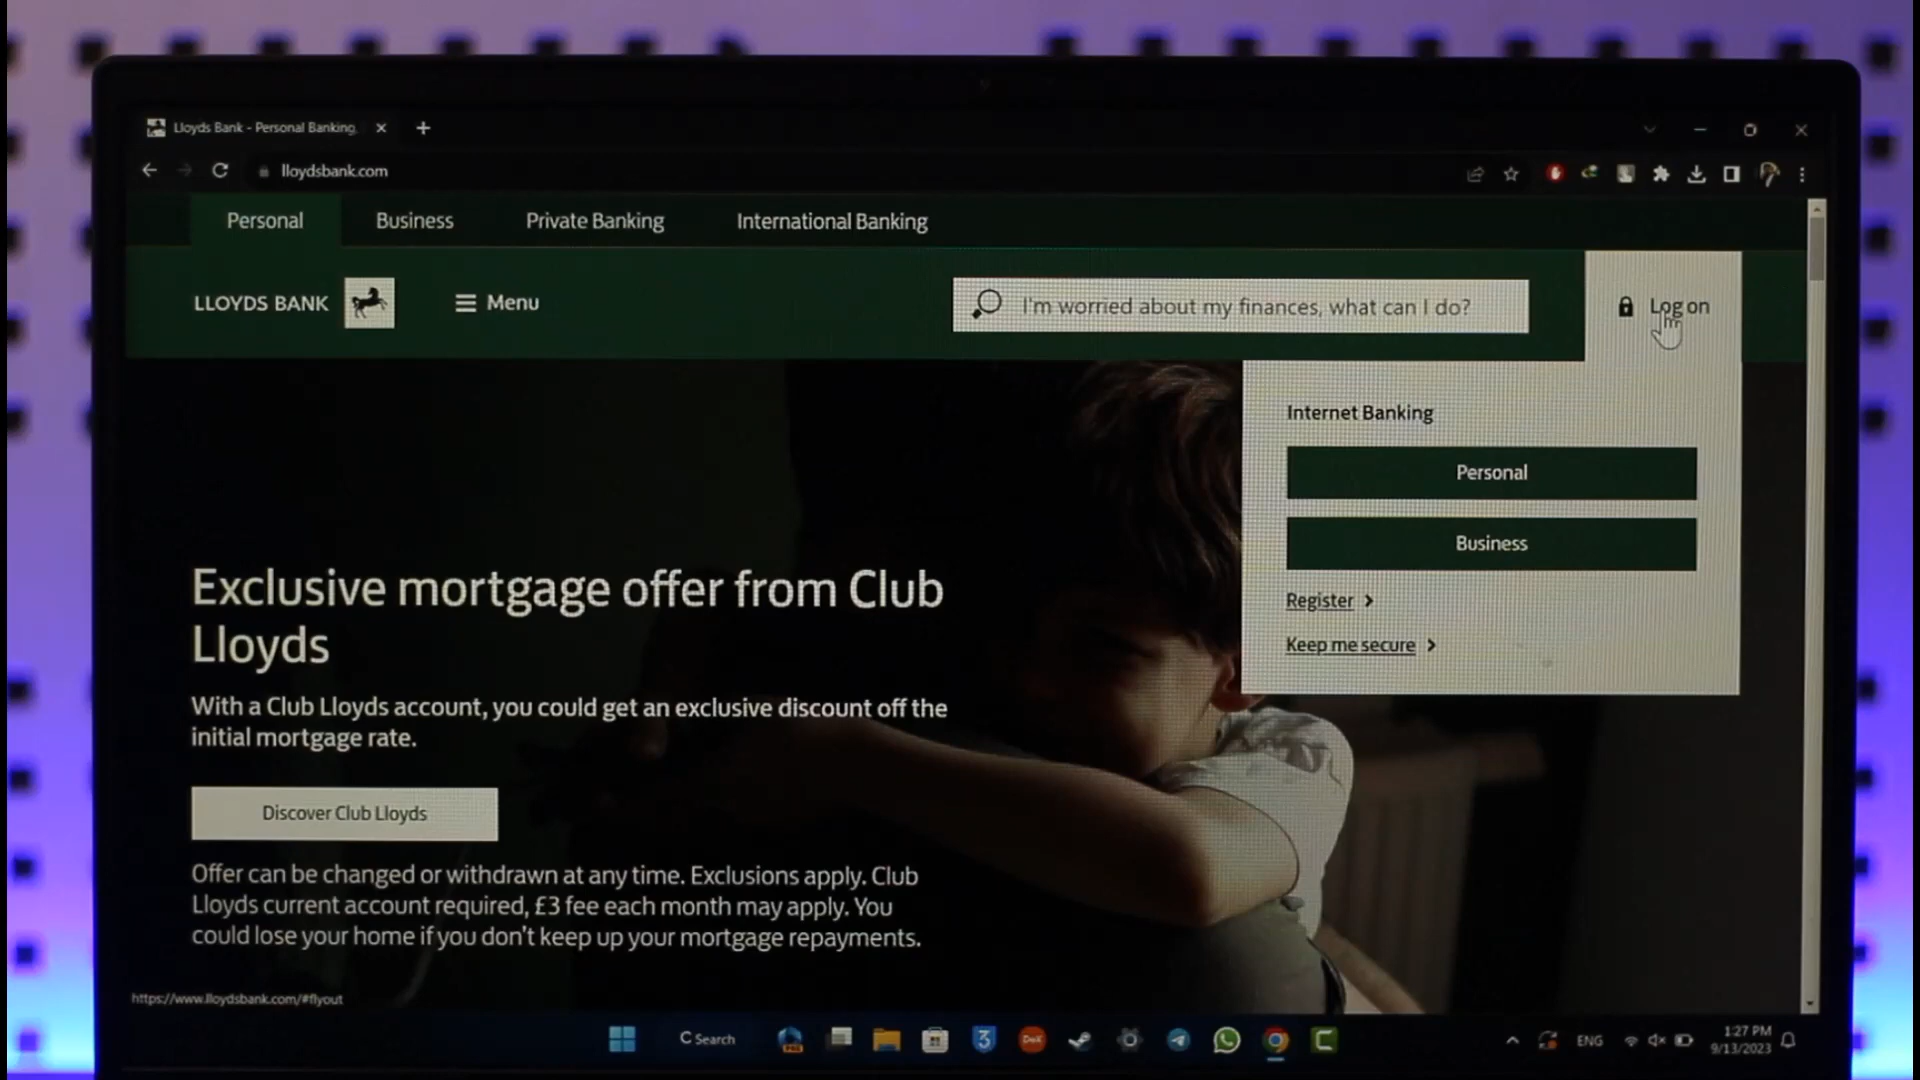 Lloyds Bank - Personal Banking,
lloydsbank.com
Personal
Business
Private Banking
International Banking
LLOYDS BANK
Menu
I'm worried about my finances, what can I do?
Log on
Internet Banking
Personal
Business
Register
Keep me secure
Exclusive mortgage offer from Club
Lloyds
With a Club Lloyds account, you could get an exclusive discount off the
initial mortgage rate.
Discover Club Lloyds
Offer can be changed or withdrawn at any time. Exclusions apply. Club
Lloyds current account required, £3 fee each month may apply. You
could lose your home if you don't keep up your mortgage repayments.
https://www.lloydsbank.com/#flyout
Search
3
ENG
1:27 PM
9/13/2023